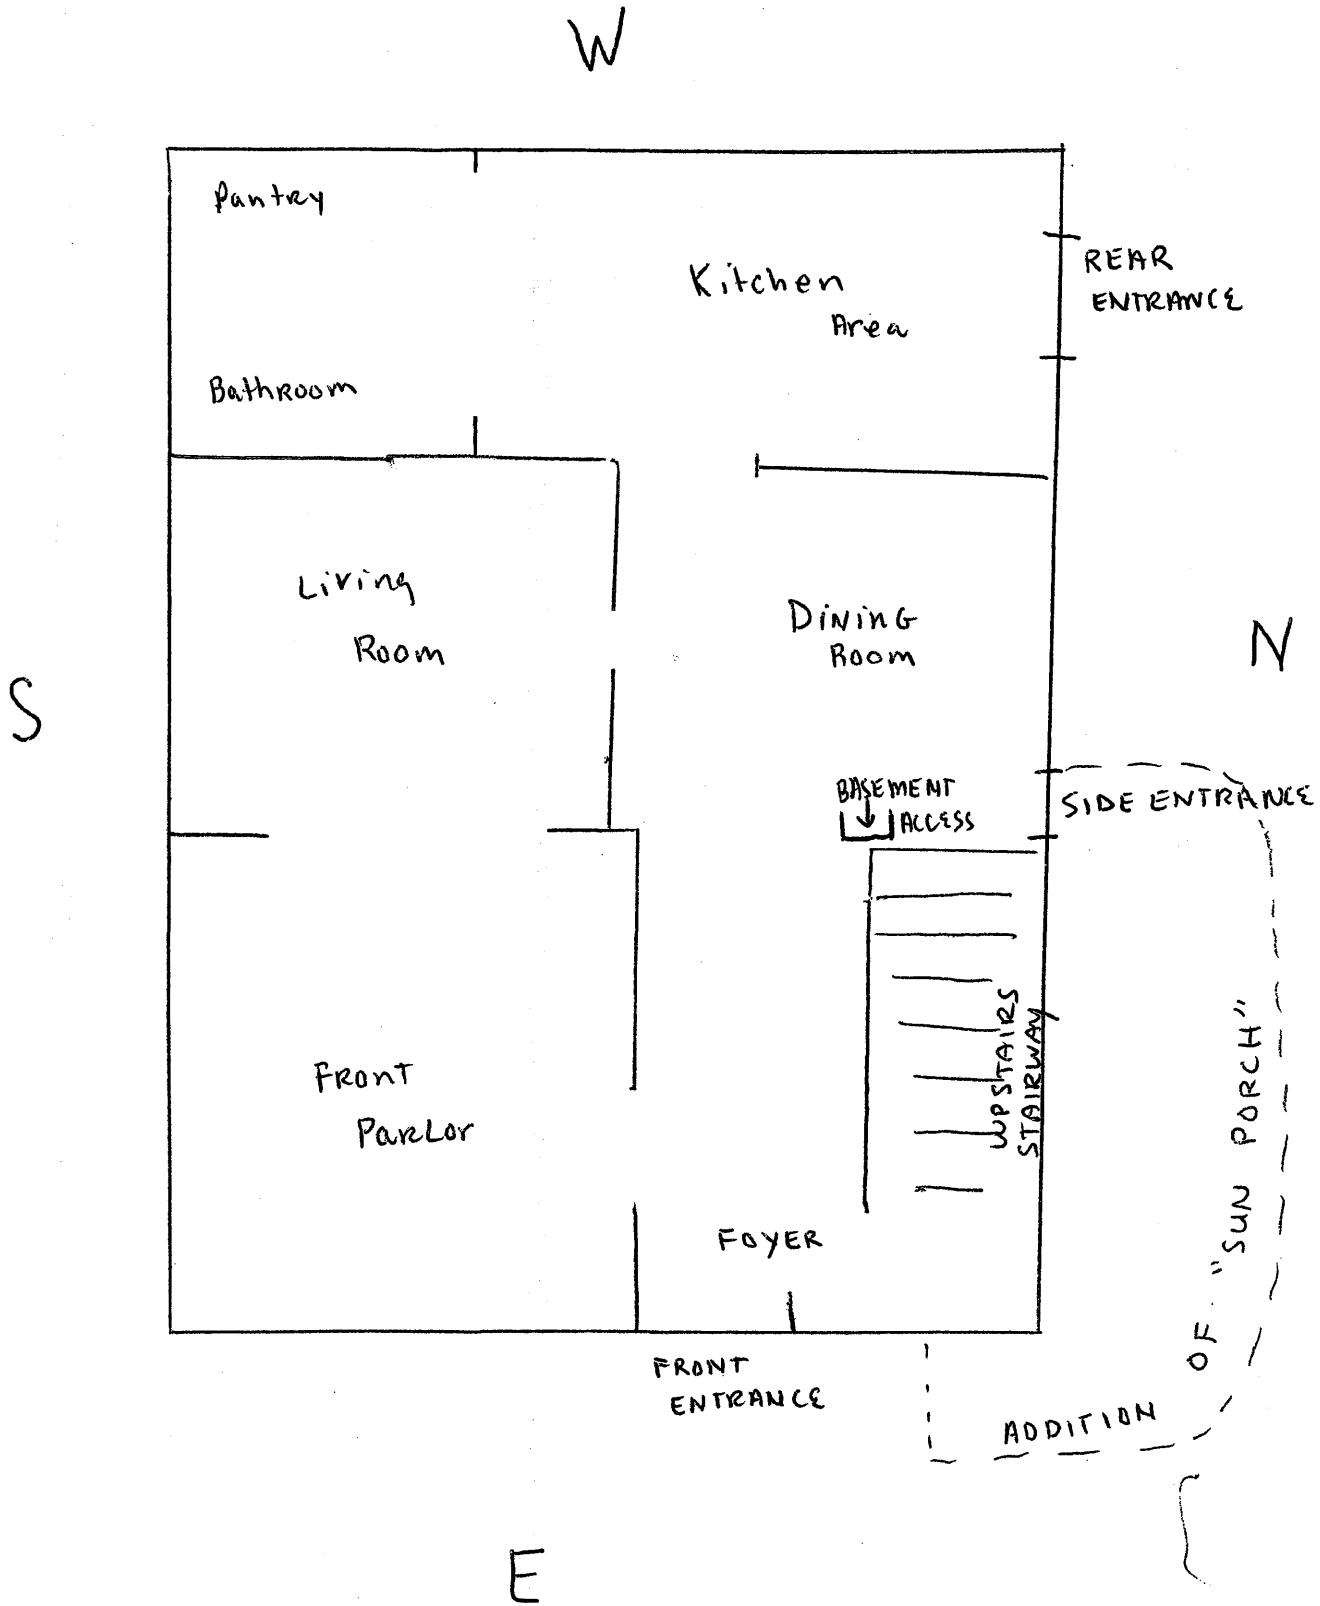 W
Pantry
Kitchen
Area
REAR
ENTRANCE
Bathroom
Living
Room
DINING
Room
N
S
BASEMENT
ACCESS
SIDE ENTRANCE
UPSTAIRS
STAIRWAY
FRONT
PARLOR
FOYER
FRONT
ENTRANCE
ADDITION OF "SUN PORCH"
E